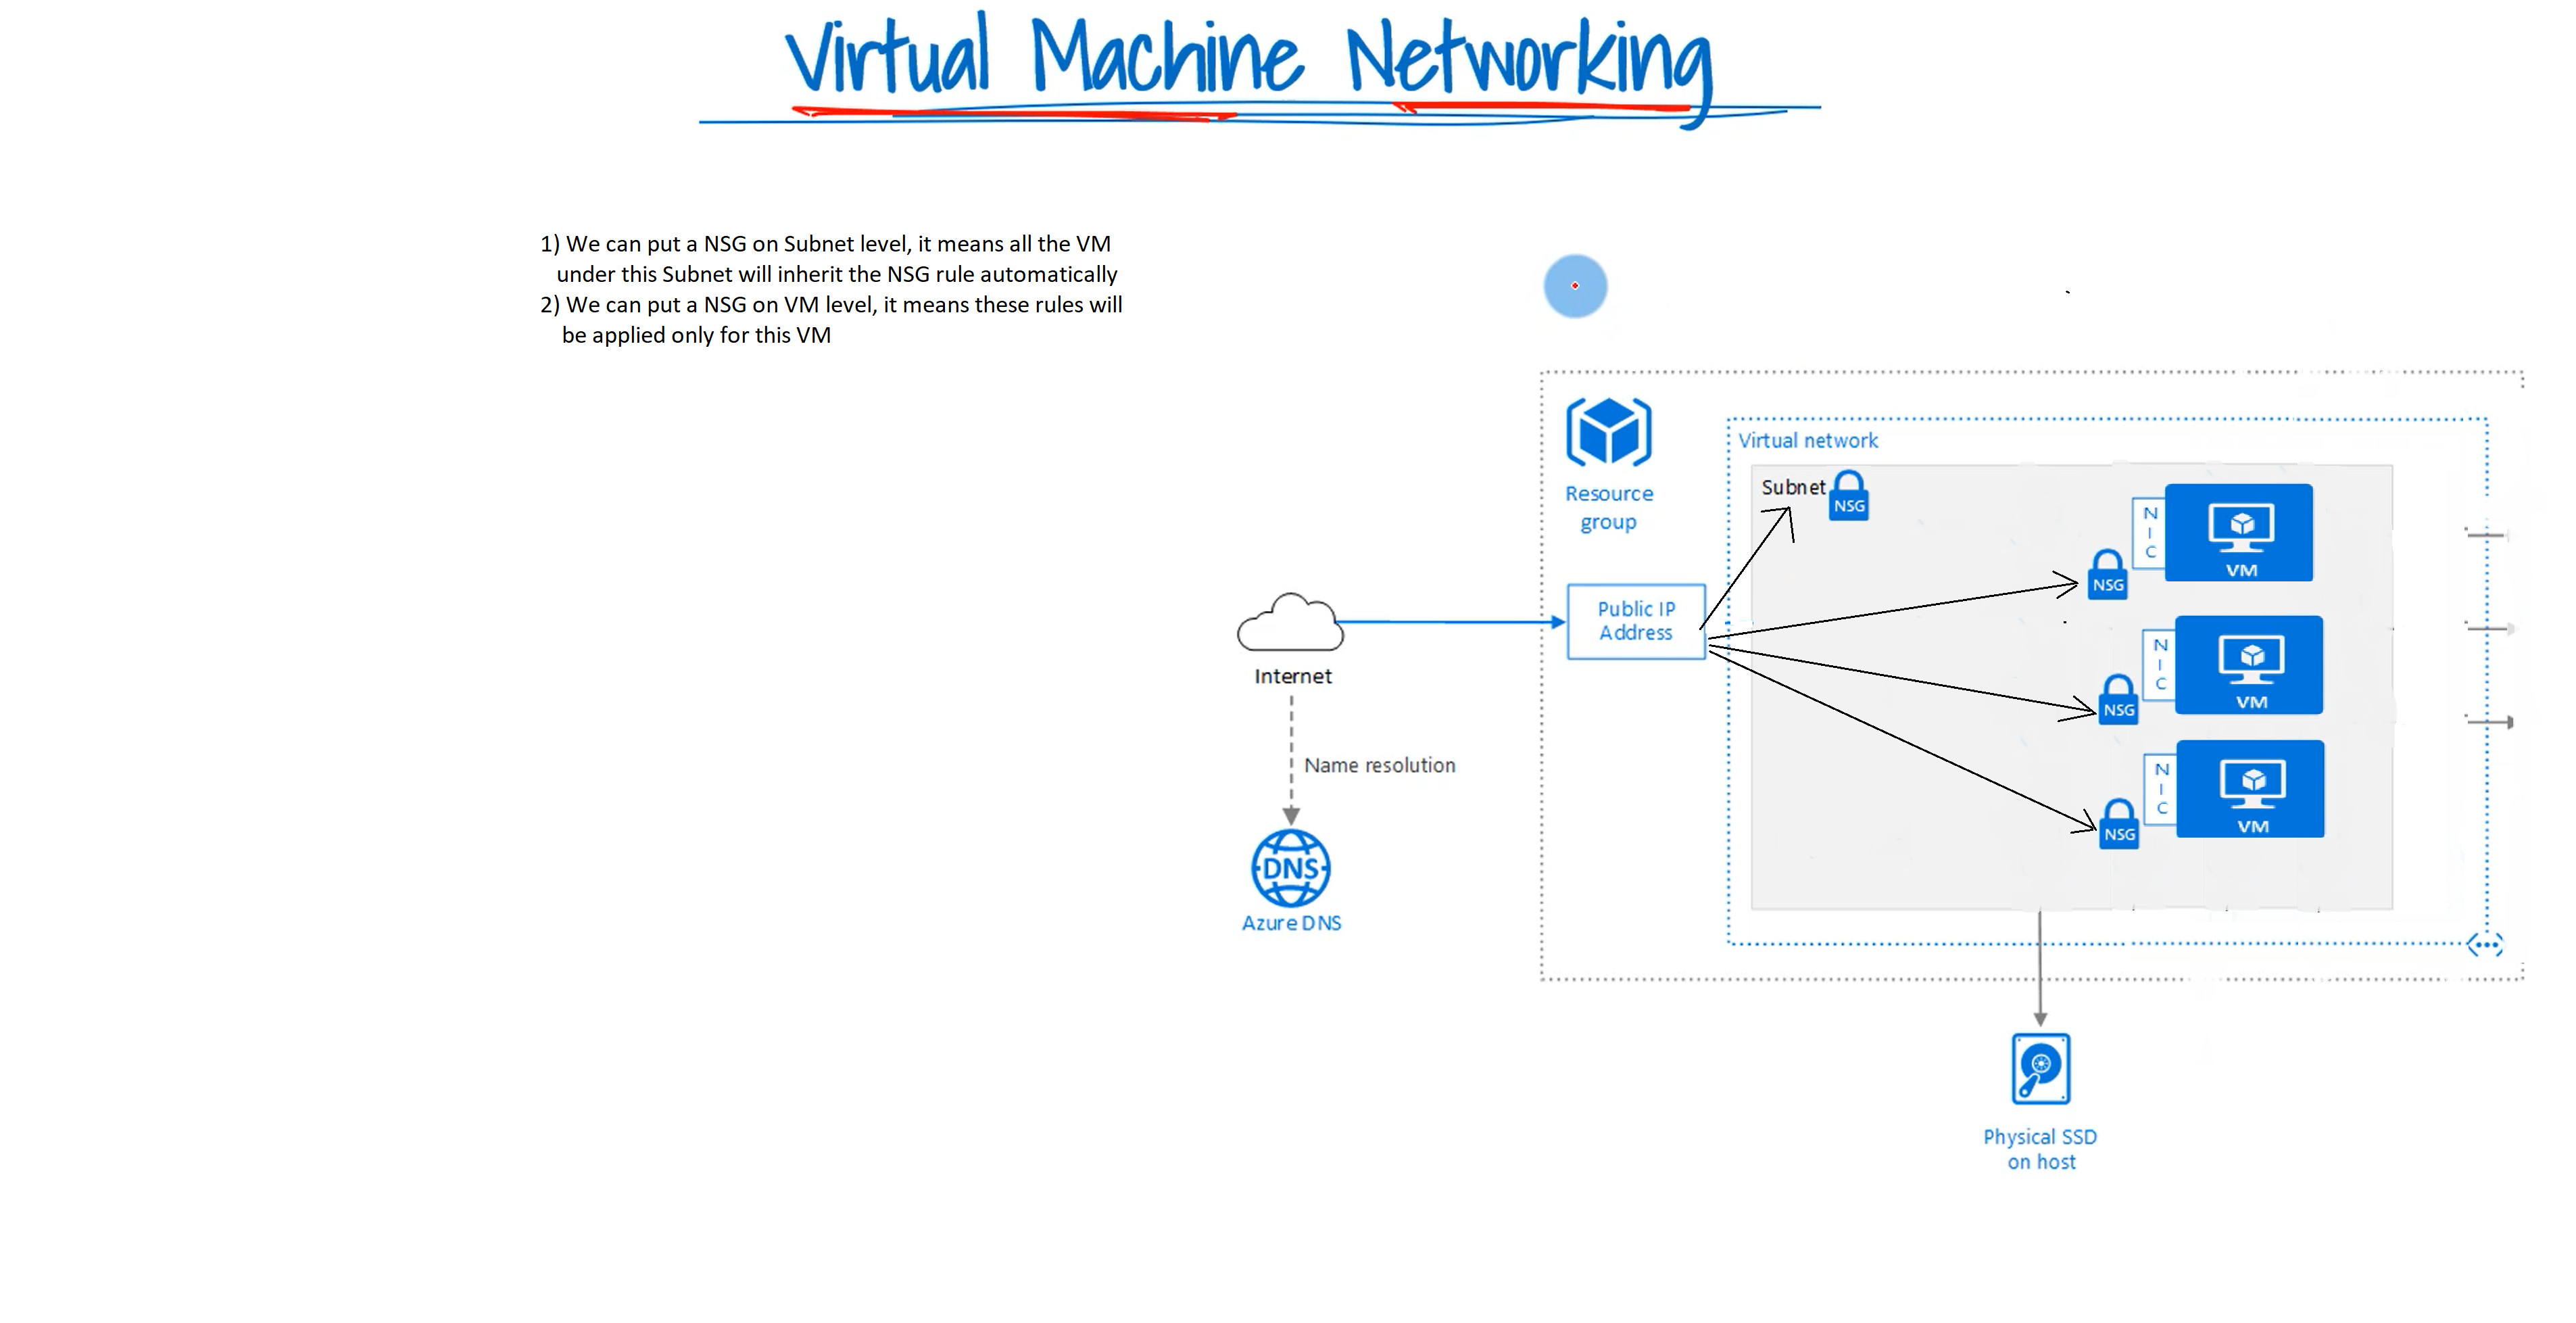 Virtual Machine Networking
1) We can put a NSG on Subnet level, it means all the VM
under this Subnet will inherit the NSG rule automatically
2) We can put a NSG on VM level, it means these rules will
be applied only for this VM
Resource
group
Virtual network
Subnet
NSG
N
I
C
VM
NSG
Public IP
Address
Internet
N
I
C
VM
NSG
Name resolution
N
I
C
VM
NSG
DNS
Azure DNS
Physical SSD
on host